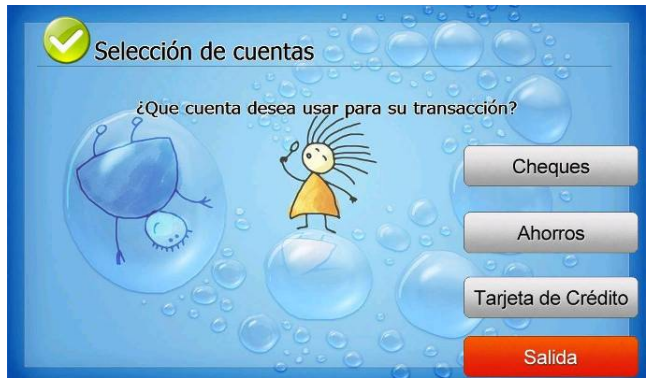 Selección de cuentas
¿Que cuenta desea usar para su transacción?
Cheques
Ahorros
Tarjeta de Crédito
Salida